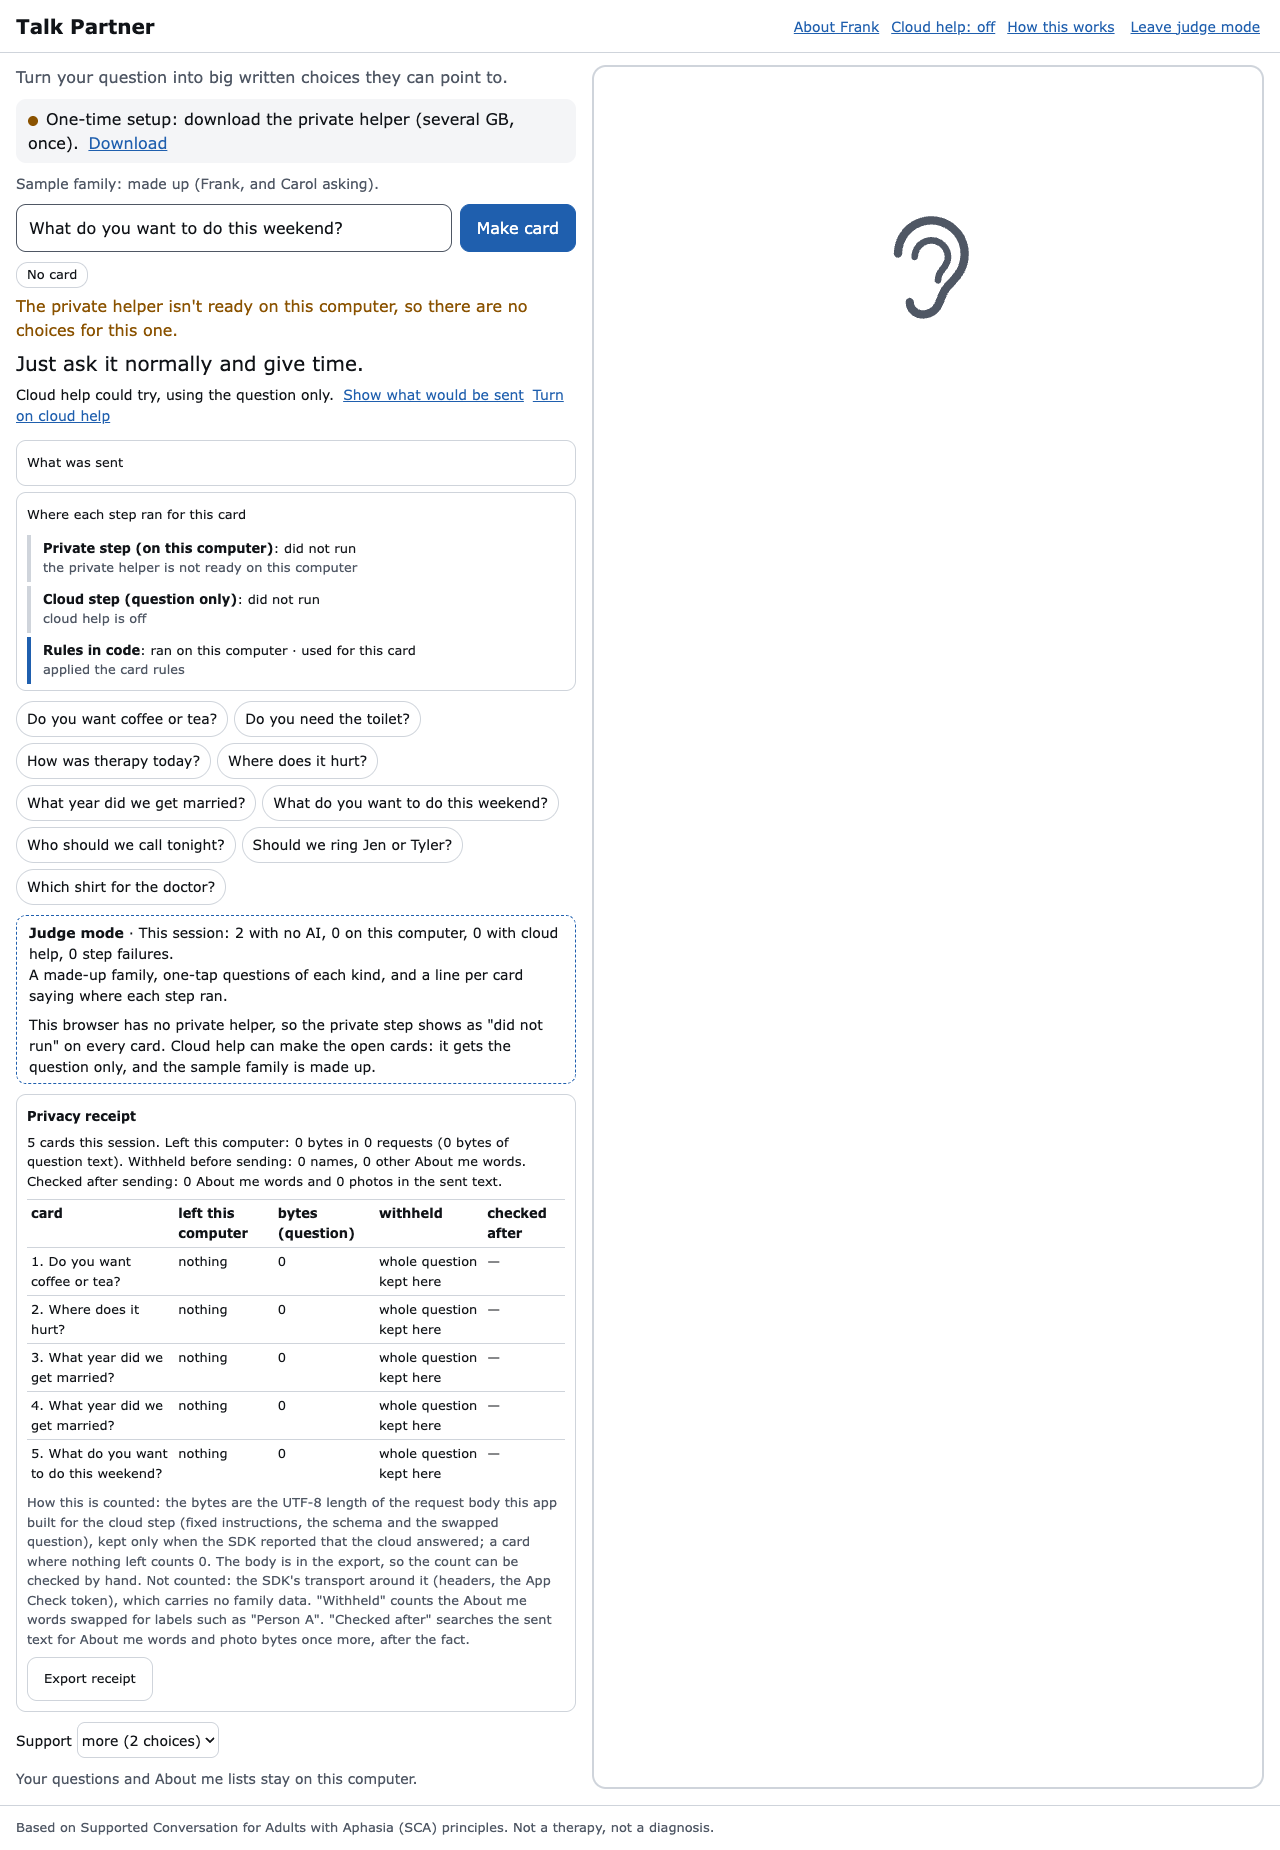 Talk Partner
About Frank Cloud help: off How this works Leave judge mode
Turn your question into big written choices they can point to.
One-time setup: download the private helper (several GB,
once). Download
Sample family: made up (Frank, and Carol asking).
What do you want to do this weekend?
Make card
No card
The private helper isn't ready on this computer, so there are no
choices for this one.
Just ask it normally and give time.
Cloud help could try, using the question only. Show what would be sent Turn
on cloud help
What was sent
Where each step ran for this card
Private step (on this computer): did not run
the private helper is not ready on this computer
Cloud step (question only): did not run
cloud help is off
Rules in code: ran on this computer · used for this card
applied the card rules
Do you want coffee or tea? Do you need the toilet?
How was therapy today? Where does it hurt?
What year did we get married? What do you want to do this weekend?
Who should we call tonight? Should we ring Jen or Tyler?
Which shirt for the doctor?
Judge mode · This session: 2 with no AI, 0 on this computer, 0 with cloud
help, 0 step failures.
A made-up family, one-tap questions of each kind, and a line per card
saying where each step ran.
This browser has no private helper, so the private step shows as "did not
run" on every card. Cloud help can make the open cards: it gets the
question only, and the sample family is made up.
Privacy receipt
5 cards this session. Left this computer: 0 bytes in 0 requests (0 bytes of
question text). Withheld before sending: 0 names, 0 other About me words.
Checked after sending: 0 About me words and 0 photos in the sent text.
card left this bytes withheld checked
computer (question) after
1. Do you want nothing 0 whole question —
coffee or tea? kept here
2. Where does it nothing 0 whole question —
hurt? kept here
3. What year did we nothing 0 whole question —
get married? kept here
4. What year did we nothing 0 whole question —
get married? kept here
5. What do you want nothing 0 whole question —
to do this weekend? kept here
How this is counted: the bytes are the UTF-8 length of the request body this app
built for the cloud step (fixed instructions, the schema and the swapped
question), kept only when the SDK reported that the cloud answered; a card
where nothing left counts 0. The body is in the export, so the count can be
checked by hand. Not counted: the SDK's transport around it (headers, the App
Check token), which carries no family data. "Withheld" counts the About me
words swapped for labels such as "Person A". "Checked after" searches the sent
text for About me words and photo bytes once more, after the fact.
Export receipt
Support more (2 choices)
Your questions and About me lists stay on this computer.
Based on Supported Conversation for Adults with Aphasia (SCA) principles. Not a therapy, not a diagnosis.